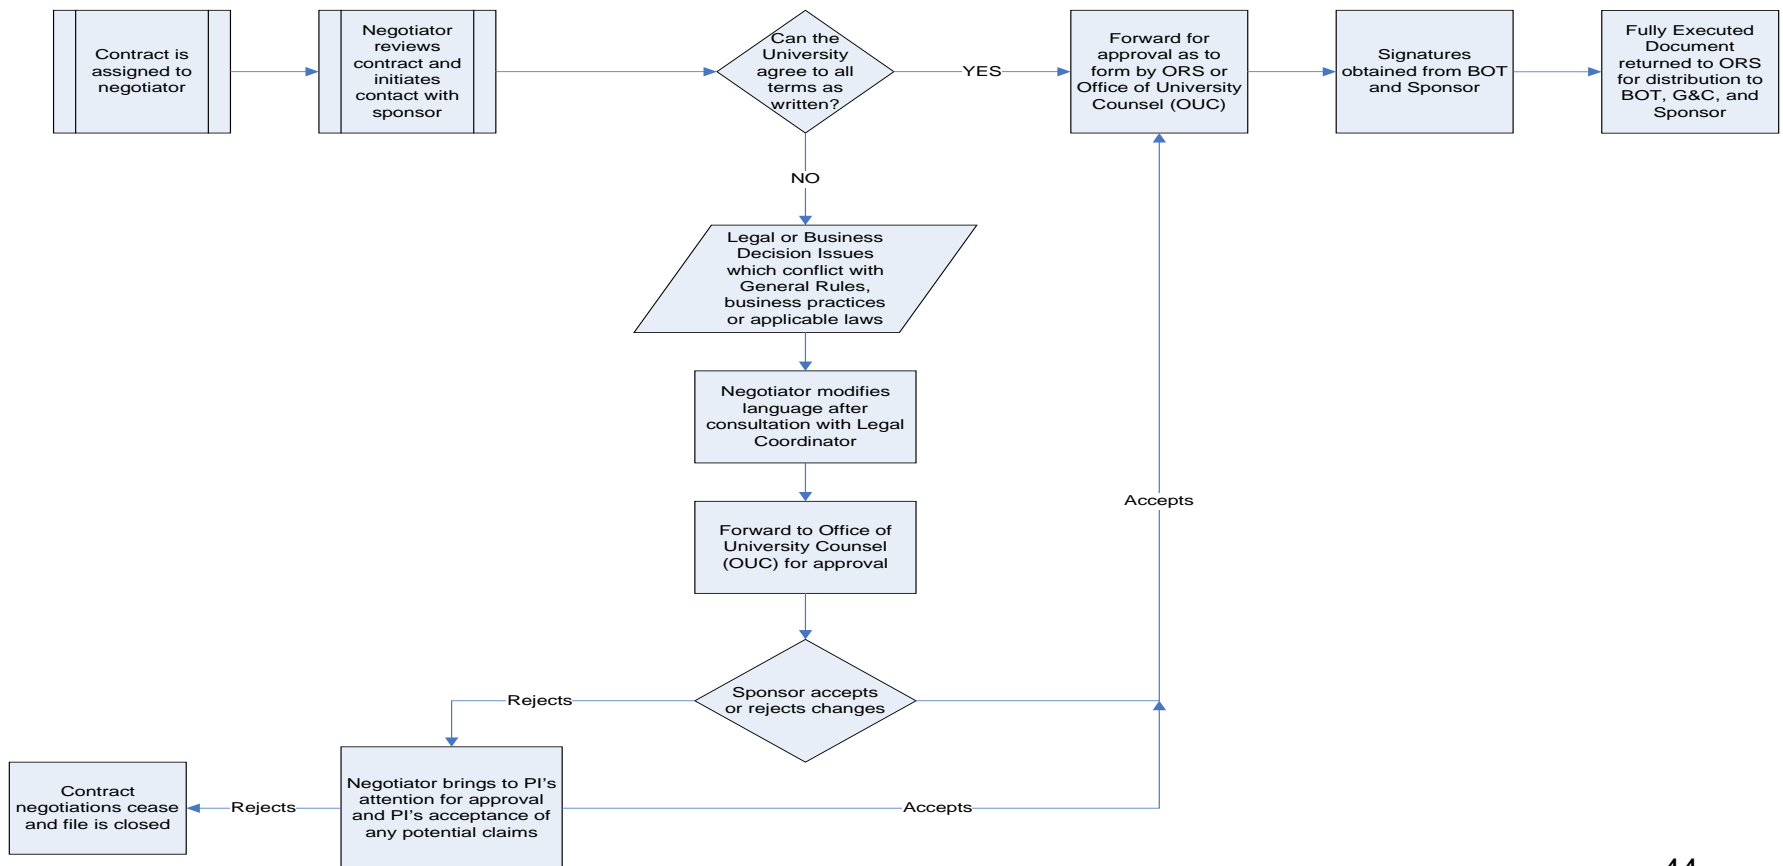 Contract is
assigned to
negotiator
Negotiator
reviews
contract and
initiates
contact with
sponsor
Can the
University
agree to all
terms as
written?
YES
Forward for
approval as to
form by ORS or
Office of University
Counsel (OUC)
Signatures
obtained from BOT
and Sponsor
Fully Executed
Document
returned to ORS
for distribution to
BOT, G&C, and
Sponsor
NO
Legal or Business
Decision Issues
which conflict with
General Rules,
business practices
or applicable laws
Negotiator modifies
language after
consultation with Legal
Coordinator
Forward to Office of
University Counsel
(OUC) for approval
Accepts
Sponsor accepts
or rejects changes
Rejects
Negotiator brings to PI's
attention for approval
and PI's acceptance of
any potential claims
Accepts
Rejects
Contract
negotiations cease
and file is closed
44